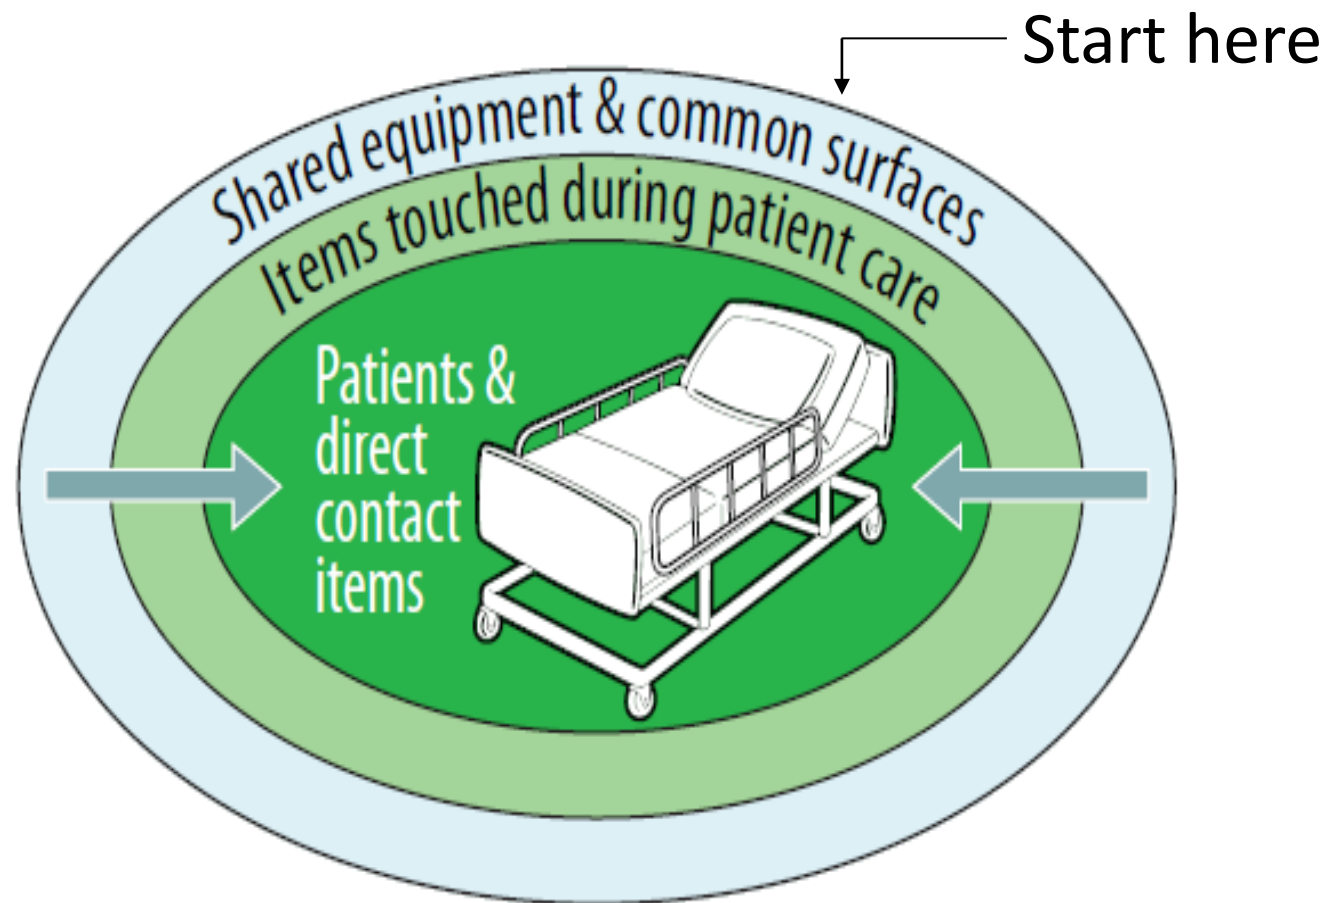 Start here
Shared equipment & common surfaces
Items touched during patient care
Patients &
direct
contact
items